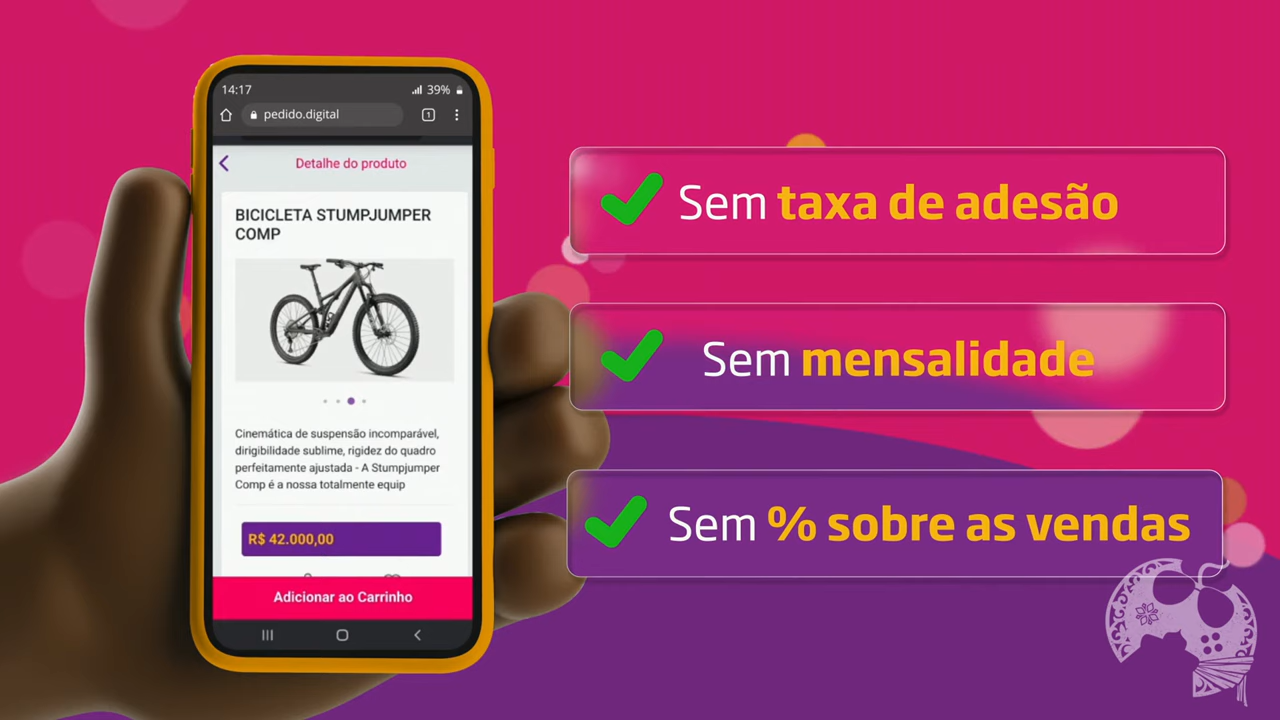 14:17
39%
pedido.digital
1
Detalhe do produto
BICICLETA STUMPJUMPER
COMP
Cinemática de suspensão incomparável,
dirigibilidade sublime, rigidez do quadro
perfeitamente ajustada - A Stumpjumper
Comp é a nossa totalmente equip
R$ 42.000,00
Adicionar ao Carrinho
Sem taxa de adesão
Sem mensalidade
Sem % sobre as vendas